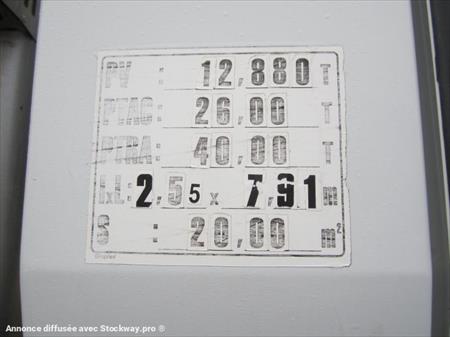 PV : 12,880 T
PTAC : 26,00 T
PTRA : 40,00 T
lxL: 2,55 x 7,91 m
S : 20,00 m²
Annonce diffusée avec Stockway.pro ®